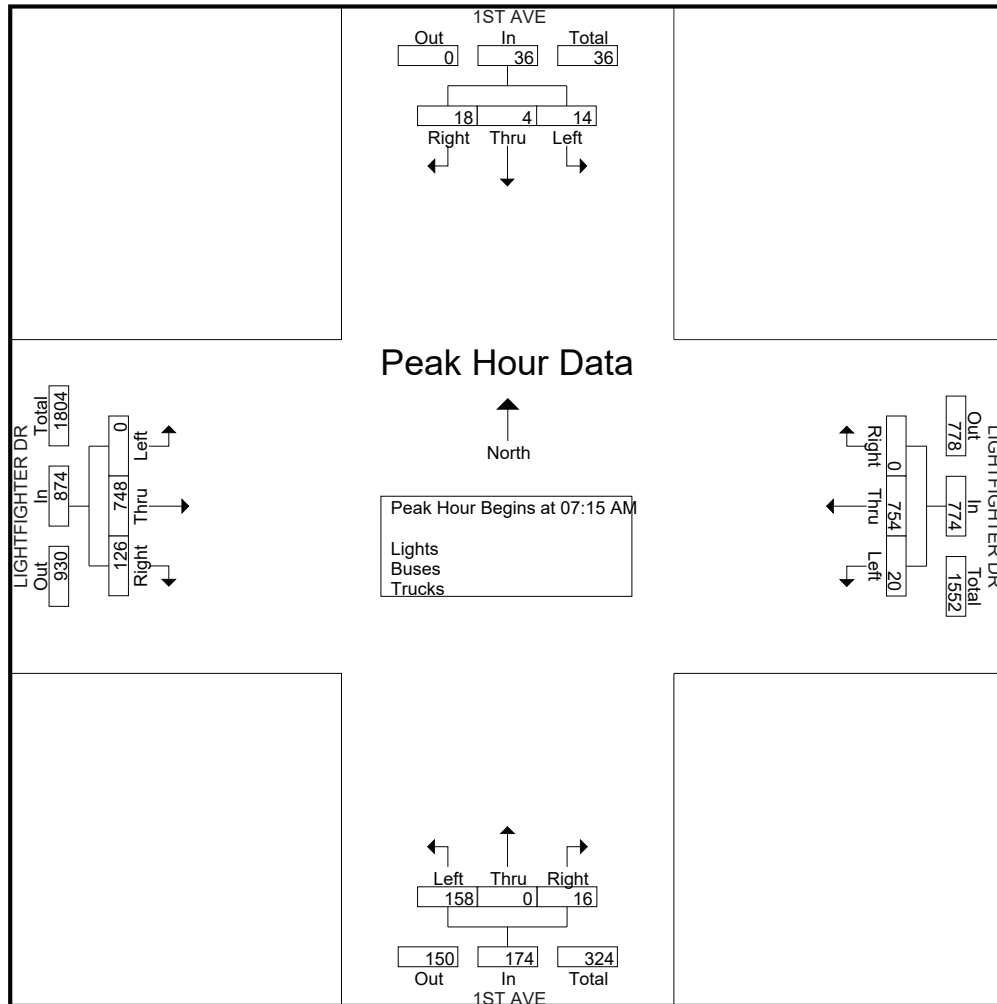 1ST AVE
Out In Total
0 36 36
18 4 14
Right Thru Left
Peak Hour Data
North
Peak Hour Begins at 07:15 AM
Lights
Buses
Trucks
LIGHTFIGHTER DR
Out In Total
930 874 1804
Right Thru Left
126 748 0
LIGHTFIGHTER DR
Out In Total
778 774 1552
Right Thru Left
0 754 20
Left Thru Right
158 0 16
150 174 324
Out In Total
1ST AVE